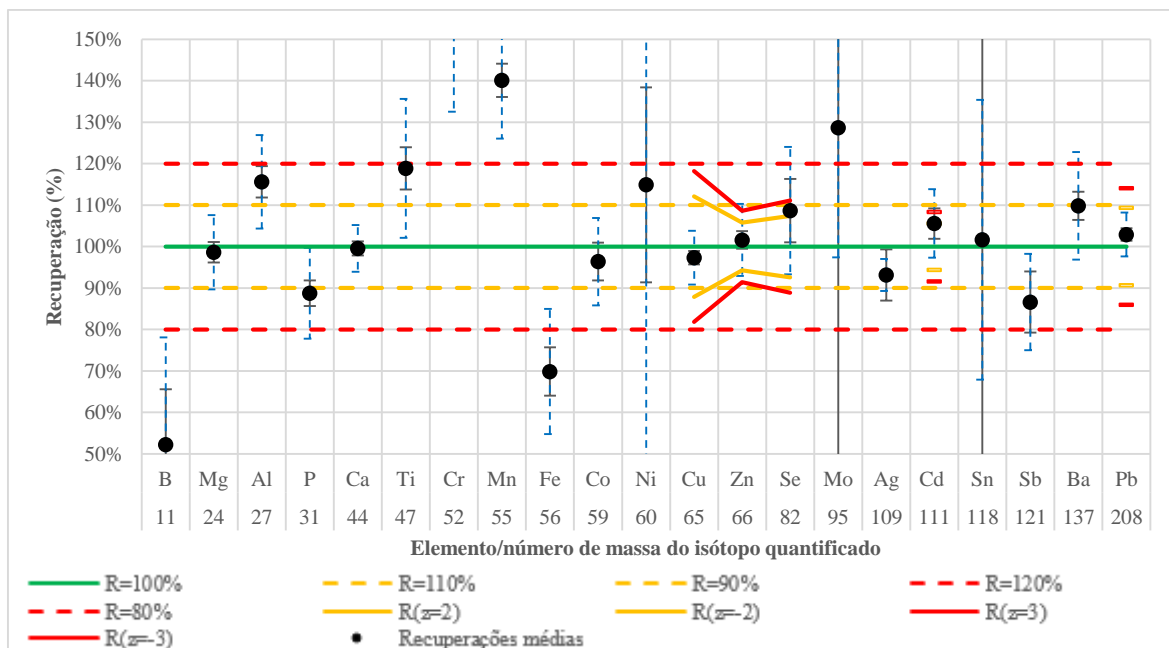 150%
140%
130%
120%
110%
100%
90%
80%
70%
60%
50%
Recuperação (%)
B Mg Al P Ca Ti Cr Mn Fe Co Ni Cu Zn Se Mo Ag Cd Sn Sb Ba Pb
11 24 27 31 44 47 52 55 56 59 60 65 66 82 95 109 111 118 121 137 208
Elemento/número de massa do isótopo quantificado
R=100% R=110% R=90% R=120%
R=80% R(z=2) R(z=-2) R(z=3)
R(z=-3) Recuperações médias